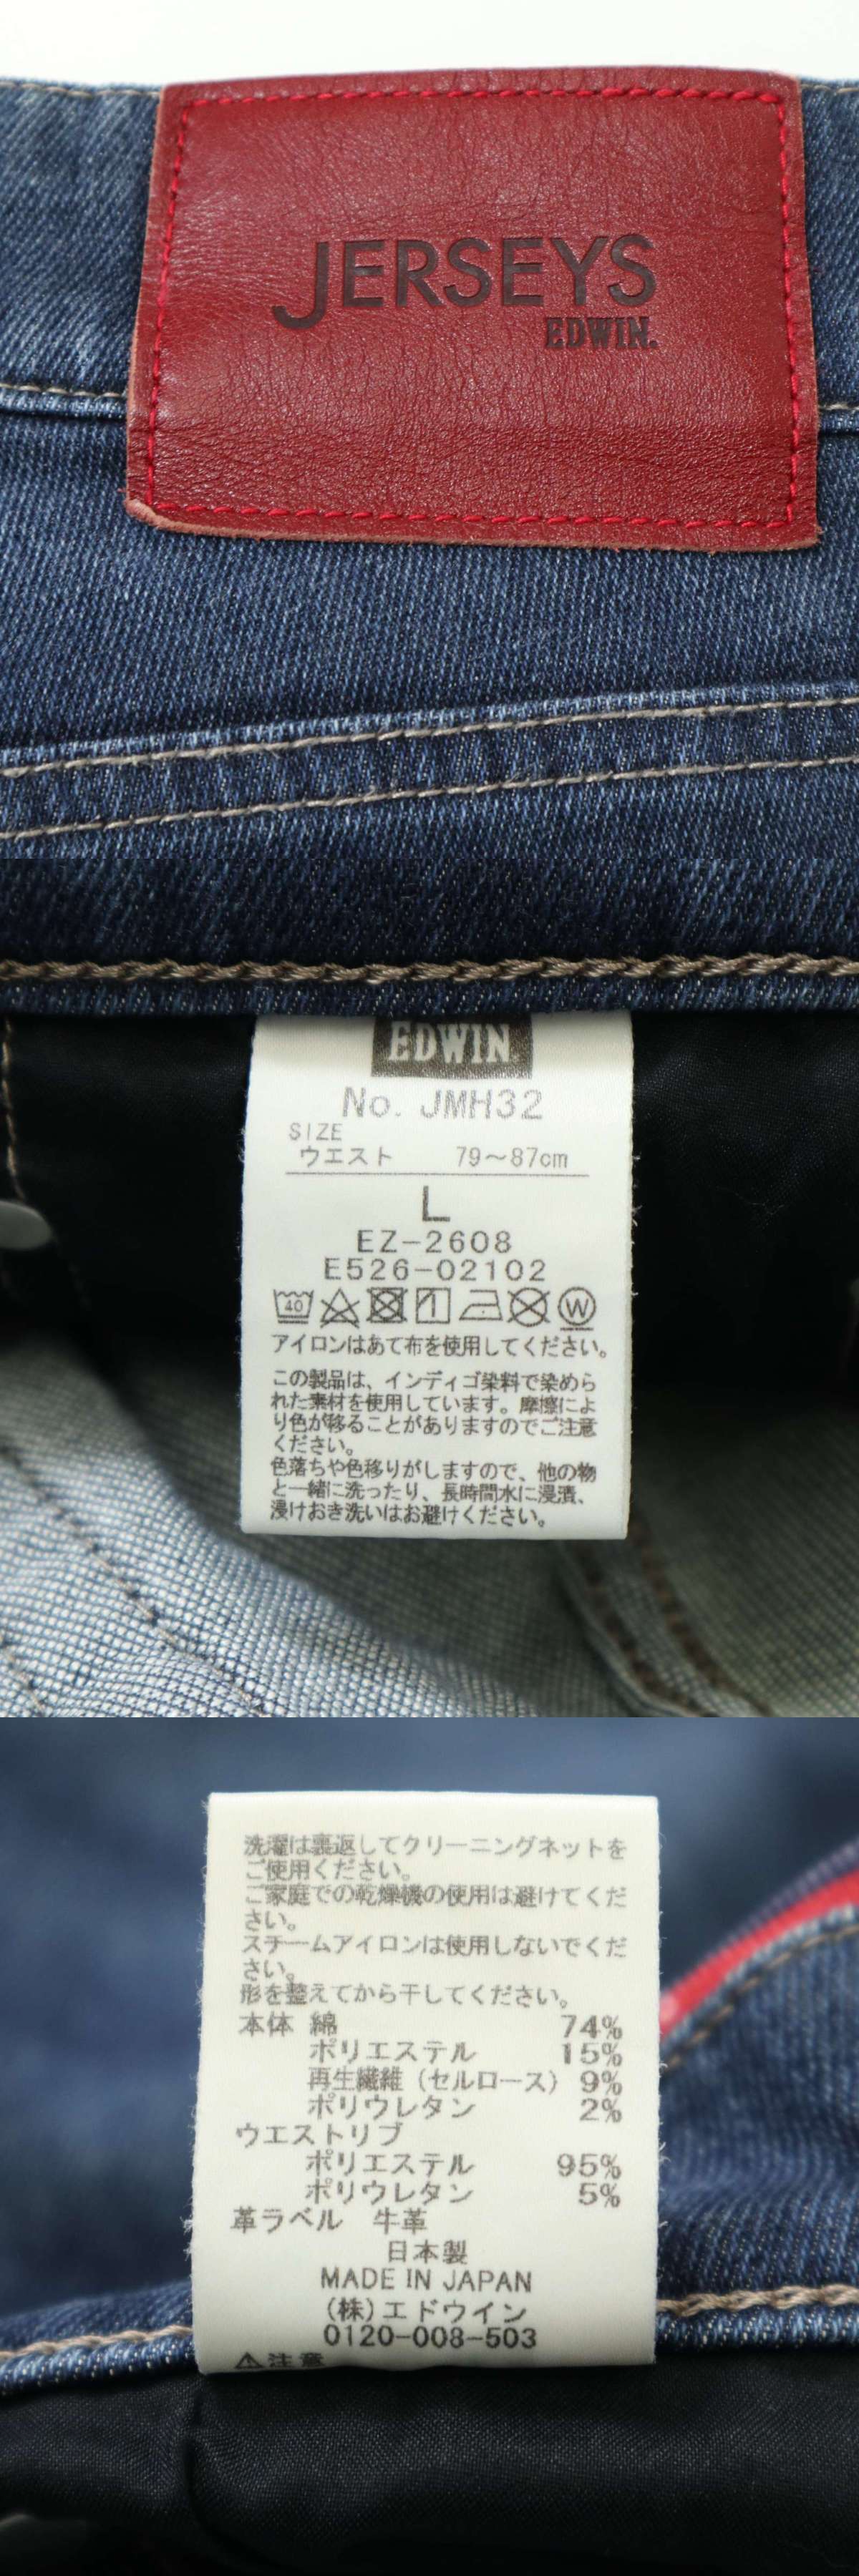 JERSEYS
EDWIN.
EDWIN
No. JMH32
SIZE
ウエスト 79～87cm
L
EZ-2608
E526-02102
40 W
アイロンはあて布を使用してください。
この製品は、インディゴ染料で染めら
れた素材を使用しています。摩擦によ
り色が移ることがありますのでご注意
ください。
色落ちや色移りがしますので、他の物
と一緒に洗ったり、長時間水に浸漬、
浸けおき洗いはお避けください。
洗濯は裏返してクリーニングネットを
ご使用ください。
ご家庭での乾燥機の使用は避けてくだ
さい。
スチームアイロンは使用しないでくだ
さい。
形を整えてから干してください。
本体 綿 74%
ポリエステル 15%
再生繊維（セルロース） 9%
ポリウレタン 2%
ウエストリブ
ポリエステル 95%
ポリウレタン 5%
革ラベル 牛革
日本製
MADE IN JAPAN
（株）エドウイン
0120-008-503
⚠注意